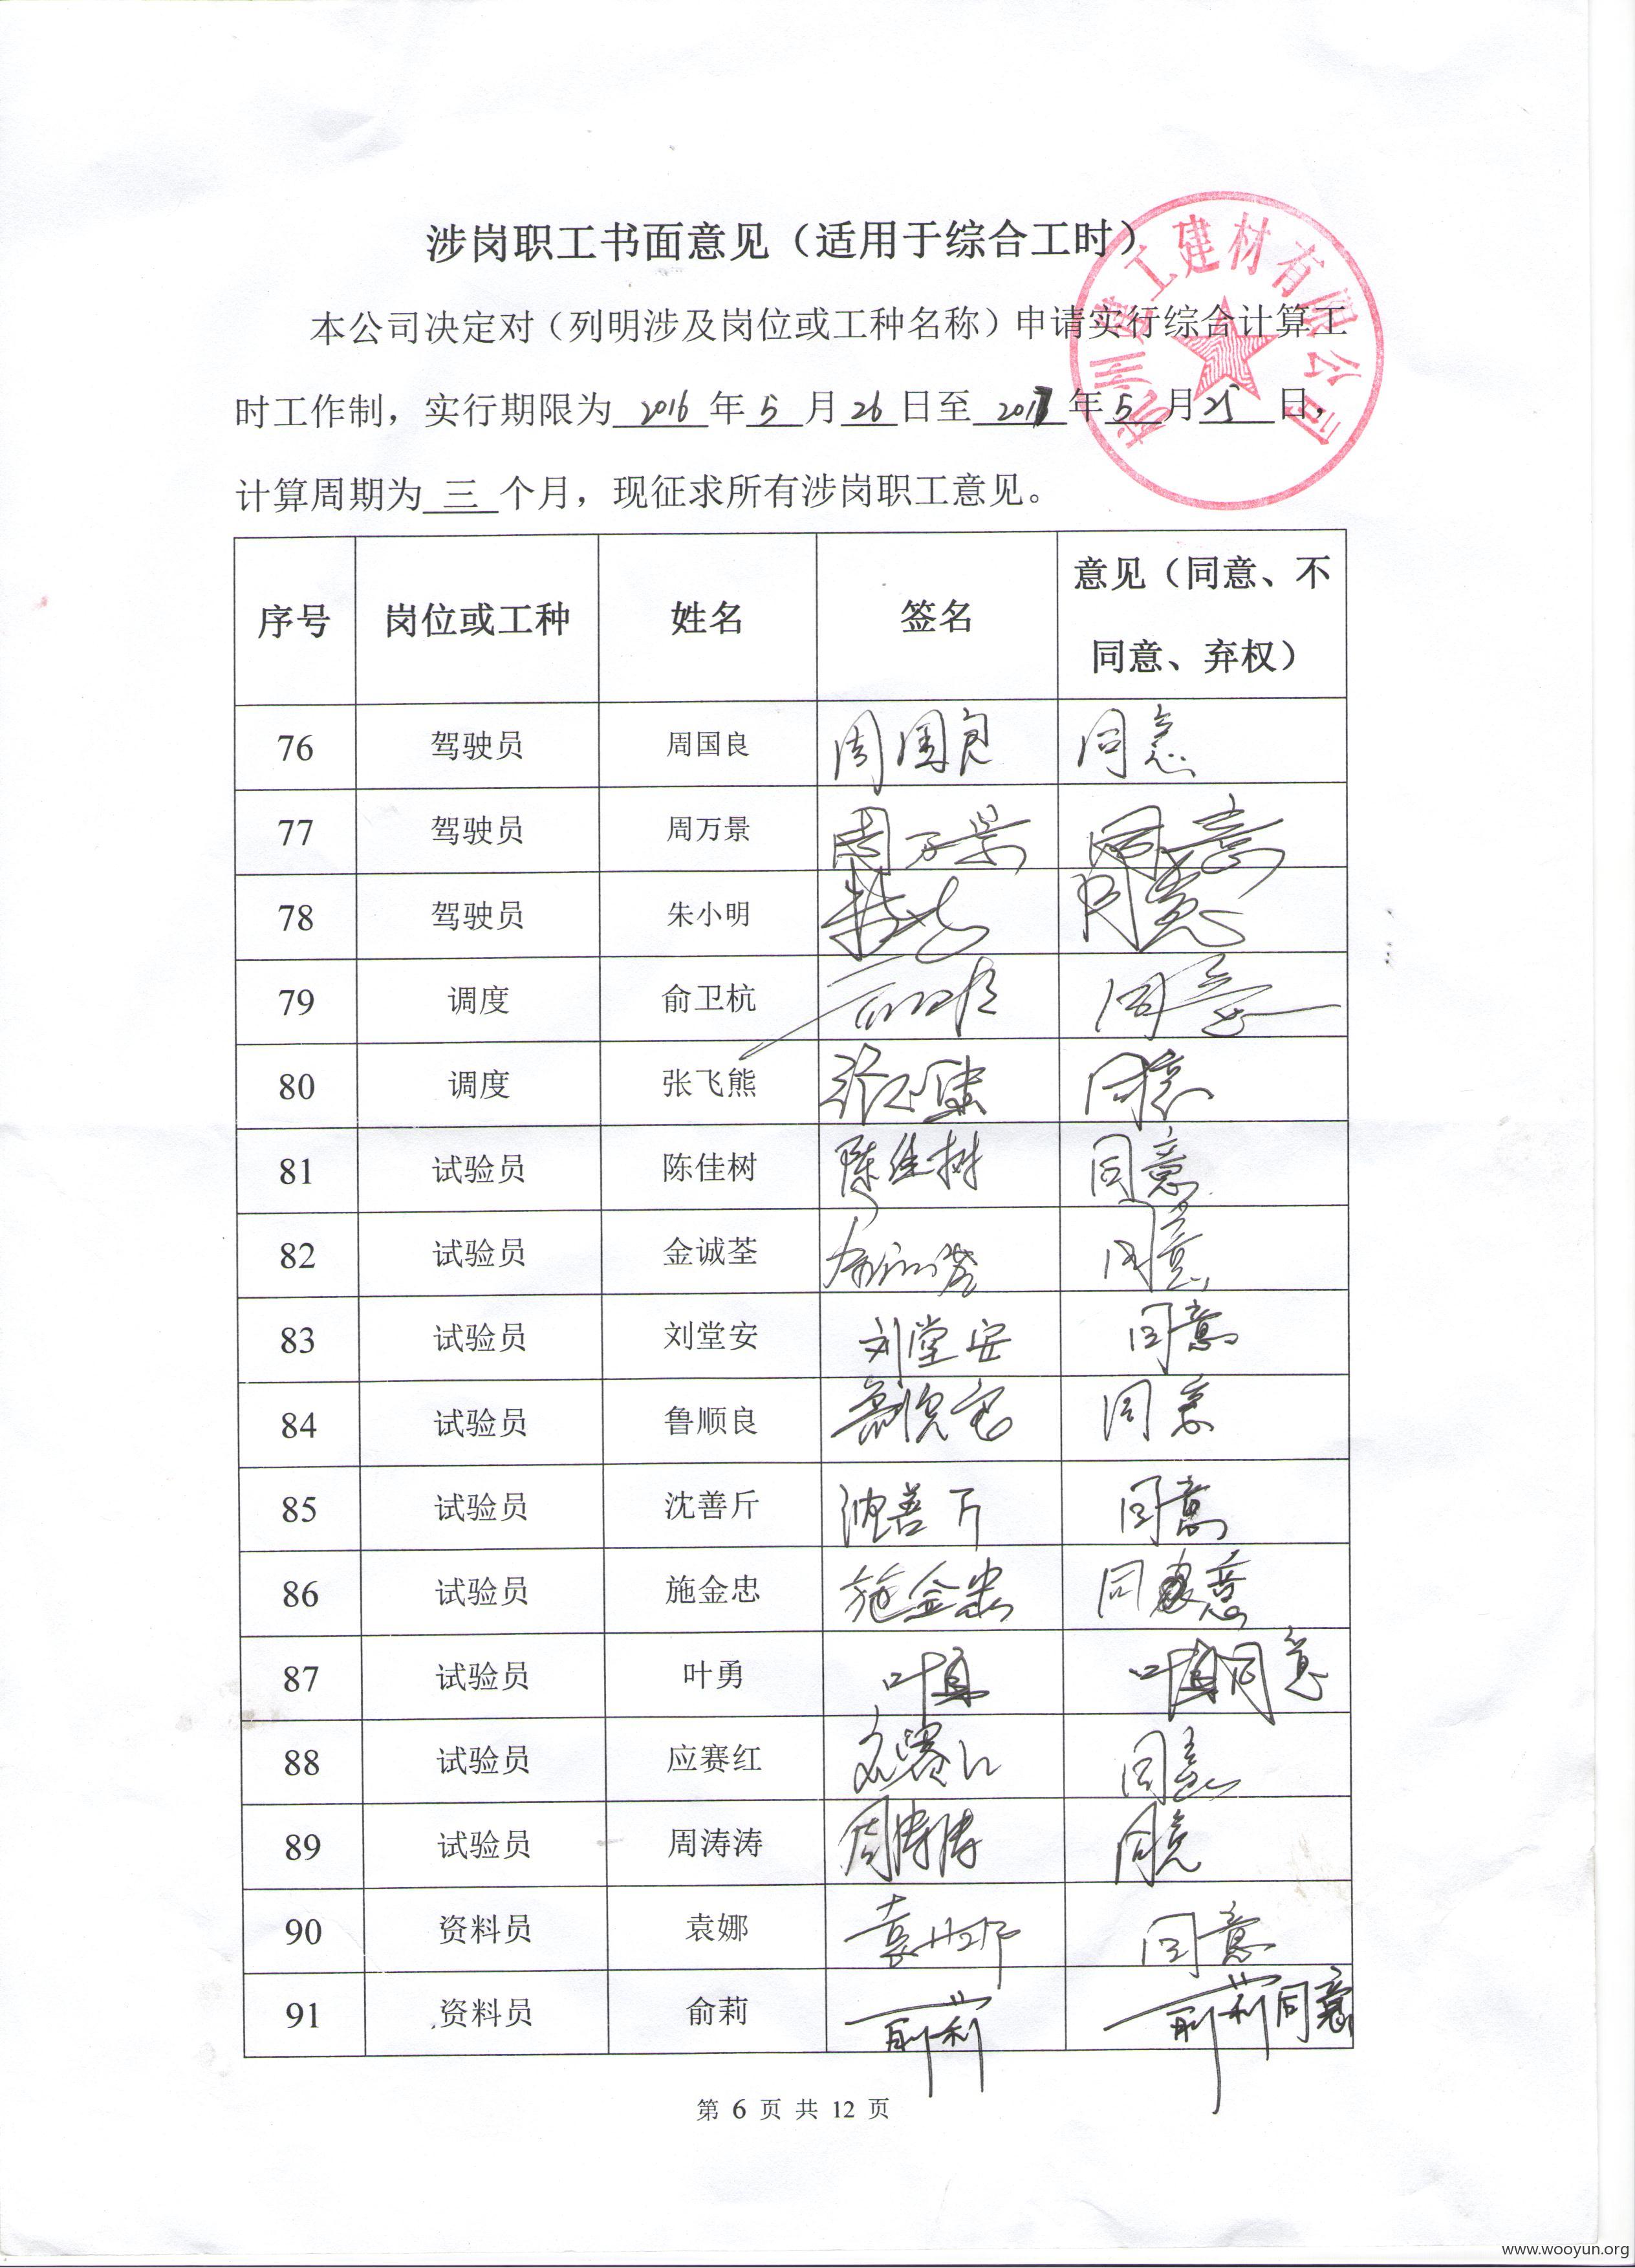 涉岗职工书面意见（适用于综合工时）
杭州建工建材有限公司
本公司决定对（列明涉及岗位或工种名称）申请实行综合计算工
时工作制，实行期限为 2016 年 5 月 26 日至 2017 年 5 月 25 日，
计算周期为 三 个月，现征求所有涉岗职工意见。
序号 岗位或工种 姓名 签名 意见（同意、不
同意、弃权）
76 驾驶员 周国良 周国良 同意
77 驾驶员 周万景 周万景 同意
78 驾驶员 朱小明 同意
79 调度 俞卫杭 同意
80 调度 张飞熊 张飞熊 同意
81 试验员 陈佳树 陈佳树 同意
82 试验员 金诚荃 同意
83 试验员 刘堂安 刘堂安 同意
84 试验员 鲁顺良 同意
85 试验员 沈善斤 沈善斤 同意
86 试验员 施金忠 施金忠 同意
87 试验员 叶勇 叶勇 叶勇同意
88 试验员 应赛红 应赛红 同意
89 试验员 周涛涛 周涛涛 同意
90 资料员 袁娜 袁娜 同意
91 资料员 俞莉 俞莉 俞莉同意
第 6 页 共 12 页
www.wooyun.org